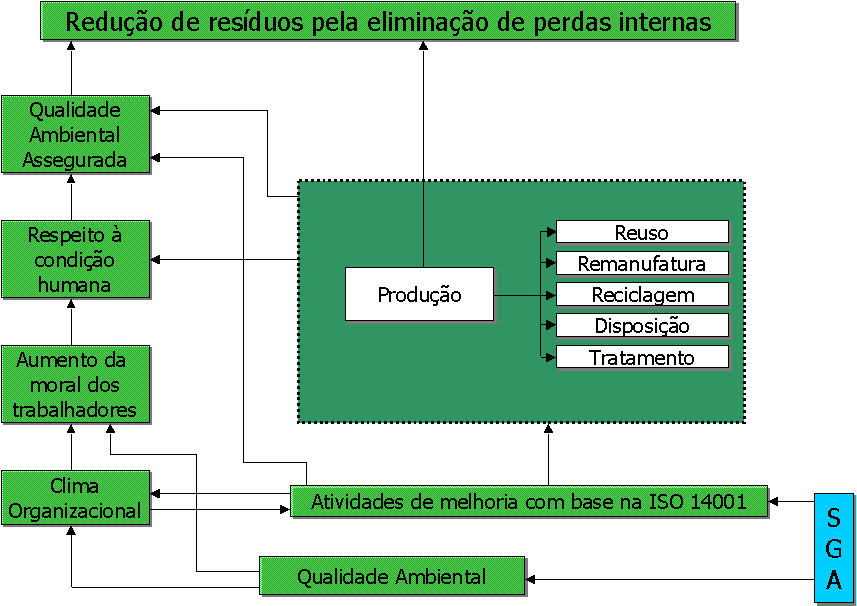 Redução de resíduos pela eliminação de perdas internas
Qualidade
Ambiental
Assegurada
Respeito à
condição
humana
Produção
Reuso
Remanufatura
Reciclagem
Disposição
Tratamento
Aumento da
moral dos
trabalhadores
Clima
Organizacional
Atividades de melhoria com base na ISO 14001
Qualidade Ambiental
S
G
A